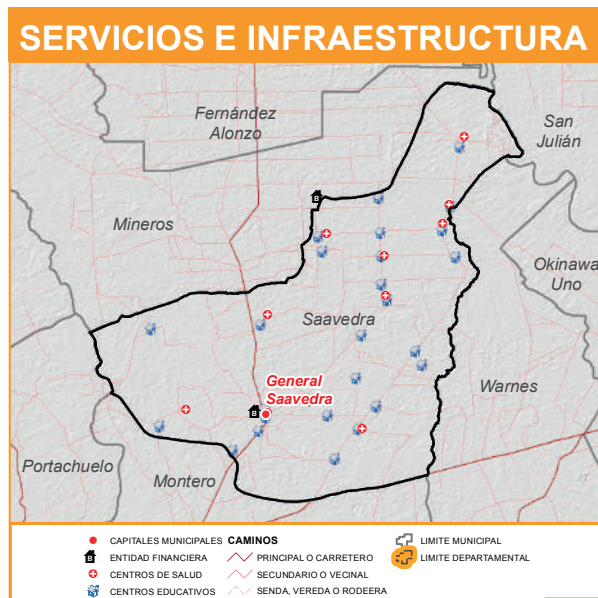 SERVICIOS E INFRAESTRUCTURA
Fernández
Alonzo
San
Julián
Mineros
Okinawa
Uno
Saavedra
General
Saavedra
Warnes
Portachuelo
Montero
B
B
CAPITALES MUNICIPALES
ENTIDAD FINANCIERA
CENTROS DE SALUD
CENTROS EDUCATIVOS
CAMINOS
PRINCIPAL O CARRETERO
SECUNDARIO O VECINAL
SENDA, VEREDA O RODEERA
LIMITE MUNICIPAL
LIMITE DEPARTAMENTAL
B